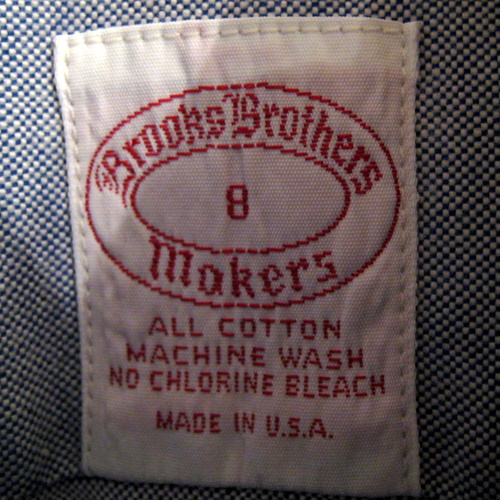 Brooks Brothers
8
Makers
ALL COTTON
MACHINE WASH
NO CHLORINE BLEACH
MADE IN U.S.A.